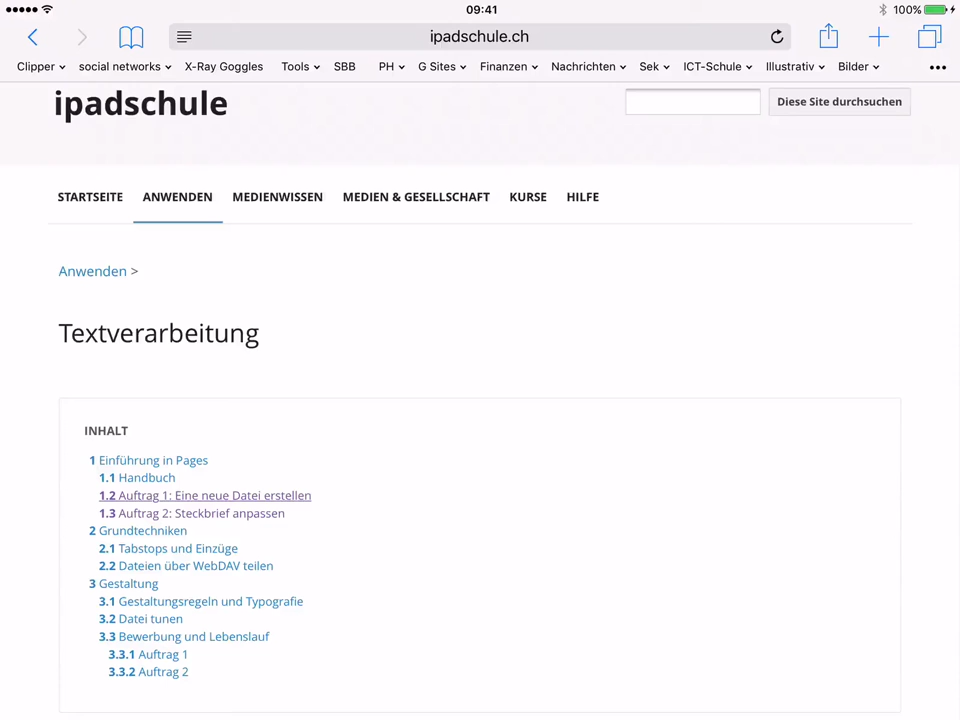 09:41
100%
ipadschule.ch
Clipper social networks X-Ray Goggles Tools SBB PH G Sites Finanzen Nachrichten Sek ICT-Schule Illustrativ Bilder •••
ipadschule
Diese Site durchsuchen
STARTSEITE ANWENDEN MEDIENWISSEN MEDIEN & GESELLSCHAFT KURSE HILFE
Anwenden >
Textverarbeitung
INHALT
1 Einführung in Pages
1.1 Handbuch
1.2 Auftrag 1: Eine neue Datei erstellen
1.3 Auftrag 2: Steckbrief anpassen
2 Grundtechniken
2.1 Tabstops und Einzüge
2.2 Dateien über WebDAV teilen
3 Gestaltung
3.1 Gestaltungsregeln und Typografie
3.2 Datei tunen
3.3 Bewerbung und Lebenslauf
3.3.1 Auftrag 1
3.3.2 Auftrag 2